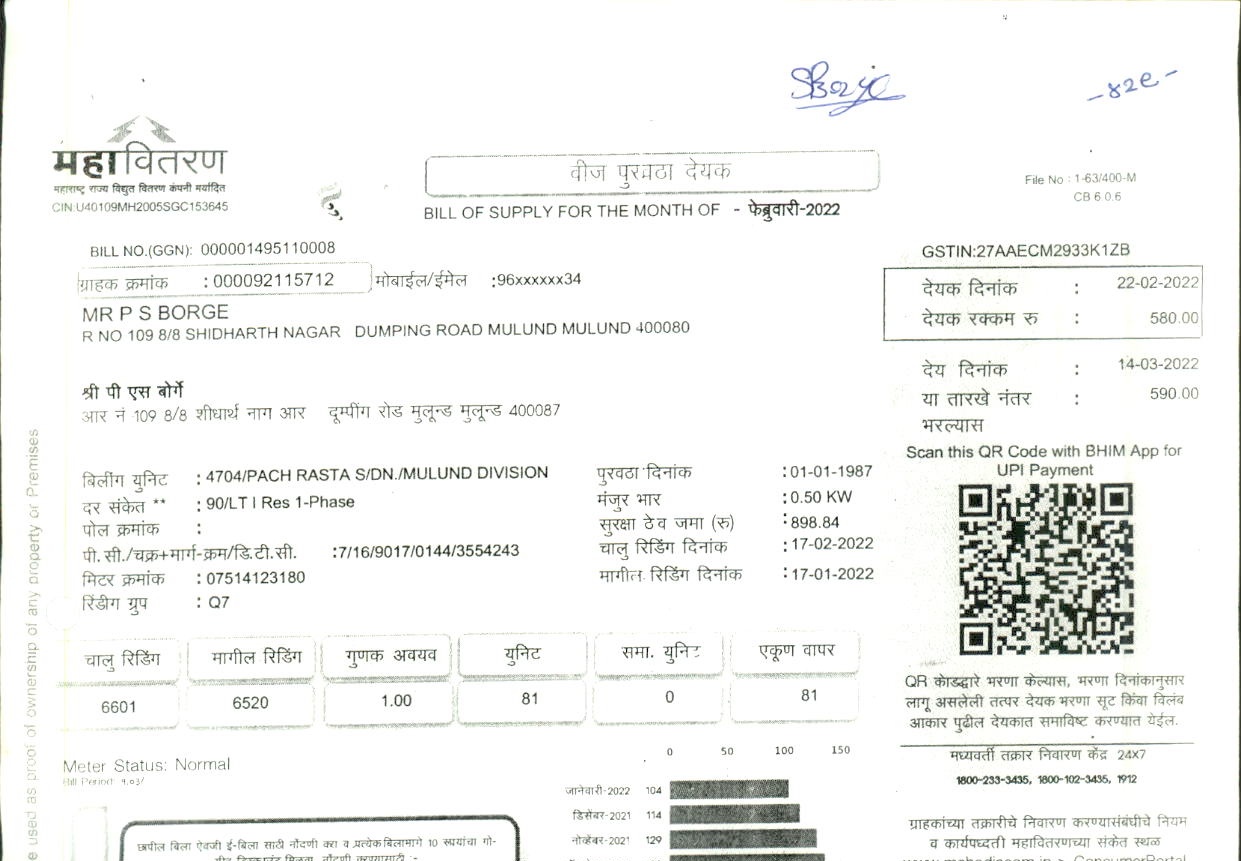 SBorje
महावितरण
महाराष्ट्र राज्य विद्युत वितरण कंपनी मर्यादित
CIN:U40109MH2005SGC153645
वीज पुरवठा देयक
BILL OF SUPPLY FOR THE MONTH OF - फेब्रुवारी-2022
File No : 1-63/400-M
CB 6.0.6
BILL NO.(GGN): 000001495110008
GSTIN:27AAECM2933K1ZB
ग्राहक क्रमांक :000092115712 मोबाईल/ईमेल :96xxxxxx34
MR P S BORGE
R NO 109 8/8 SHIDHARTH NAGAR DUMPING ROAD MULUND MULUND 400080
देयक दिनांक : 22-02-2022
देयक रक्कम रु : 580.00
देय दिनांक : 14-03-2022
या तारखे नंतर : 590.00
भरल्यास
श्री पी एस बोर्गे
आर नं 109 8/8 शीधार्थ नाग आर दूम्पींग रोड मुलून्ड मुलून्ड 400087
Scan this QR Code with BHIM App for
UPI Payment
बिलींग युनिट : 4704/PACH RASTA S/DN./MULUND DIVISION
दर संकेत ** : 90/LT I Res 1-Phase
पोल क्रमांक :
पी.सी./चक्र+मार्ग-क्रम/डि.टी.सी. :7/16/9017/0144/3554243
मिटर क्रमांक : 07514123180
रिडींग ग्रुप : Q7
पुरवठा दिनांक :01-01-1987
मंजुर भार :0.50 KW
सुरक्षा ठेव जमा (रु) :898.84
चालु रिडिंग दिनांक :17-02-2022
मागील रिडिंग दिनांक :17-01-2022
चालु रिडिंग मागील रिडिंग गुणक अवयव युनिट समा. युनिट एकूण वापर
6601 6520 1.00 81 0 81
QR कोडद्वारे भरणा केल्यास, भरणा दिनांकानुसार
लागू असलेली तत्पर देयक भरणा सूट किंवा विलंब
आकार पुढील देयकात समाविष्ट करण्यात येईल.
मध्यवर्ती तक्रार निवारण केंद्र 24X7
1800-233-3435, 1800-102-3435, 1912
ग्राहकांच्या तक्रारीचे निवारण करण्यासंबंधीचे नियम
व कार्यपध्दती महावितरणच्या संकेत स्थळ
Meter Status: Normal
Bill Period: १.०३/
0 50 100 150
जानेवारी-2022 104
डिसेंबर-2021 114
नोव्हेंबर-2021 129
छापील बिला ऐवजी ई-बिला साठी नोंदणी करा व प्रत्येक बिलामागे 10 रूपयांचा गो-
e used as proof of ownership of any property or Premises